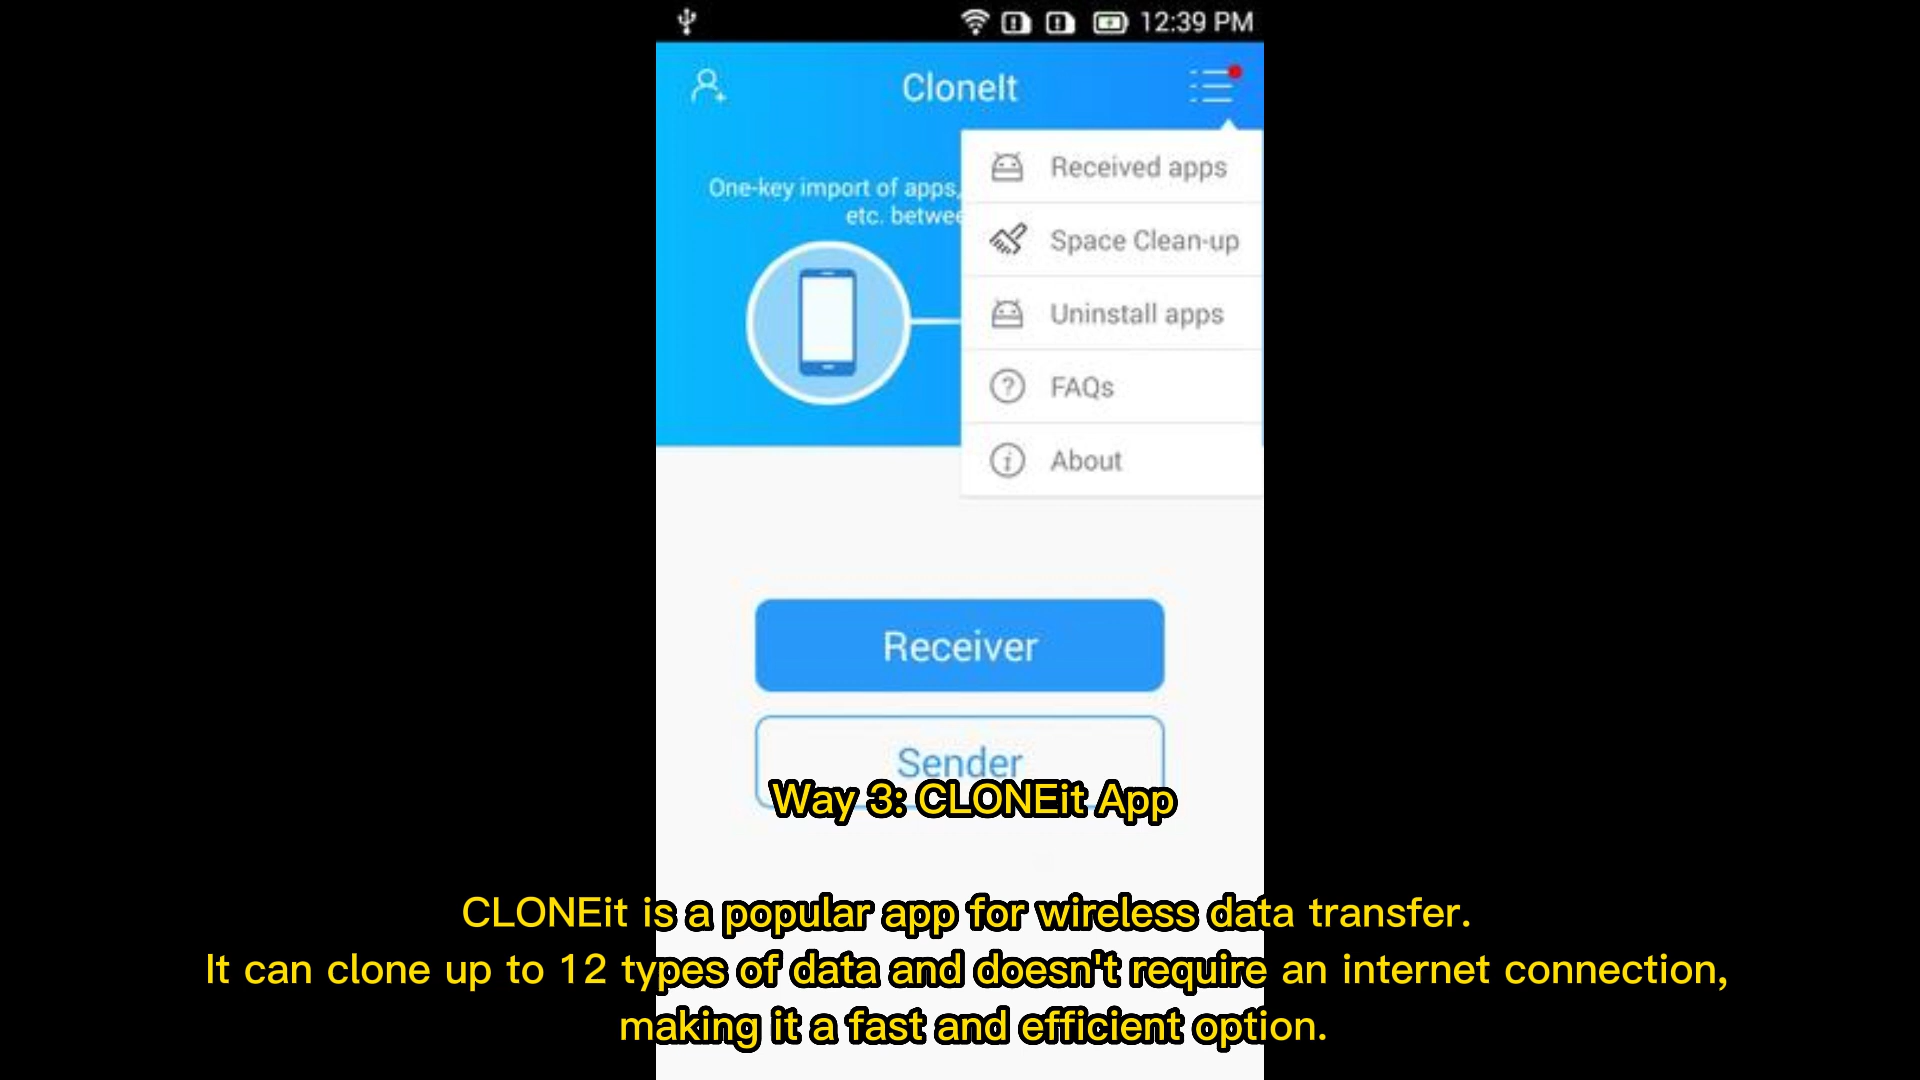 12:39 PM
CloneIt
One-key import of apps,
etc.
Received apps
Space Clean-up
Uninstall apps
FAQs
About
Receiver
Sender
Way 3: CLONEit App
CLONEit is a popular app for wireless data transfer.
It can clone up to 12 types of data and doesn't require an internet connection,
making it a fast and efficient option.